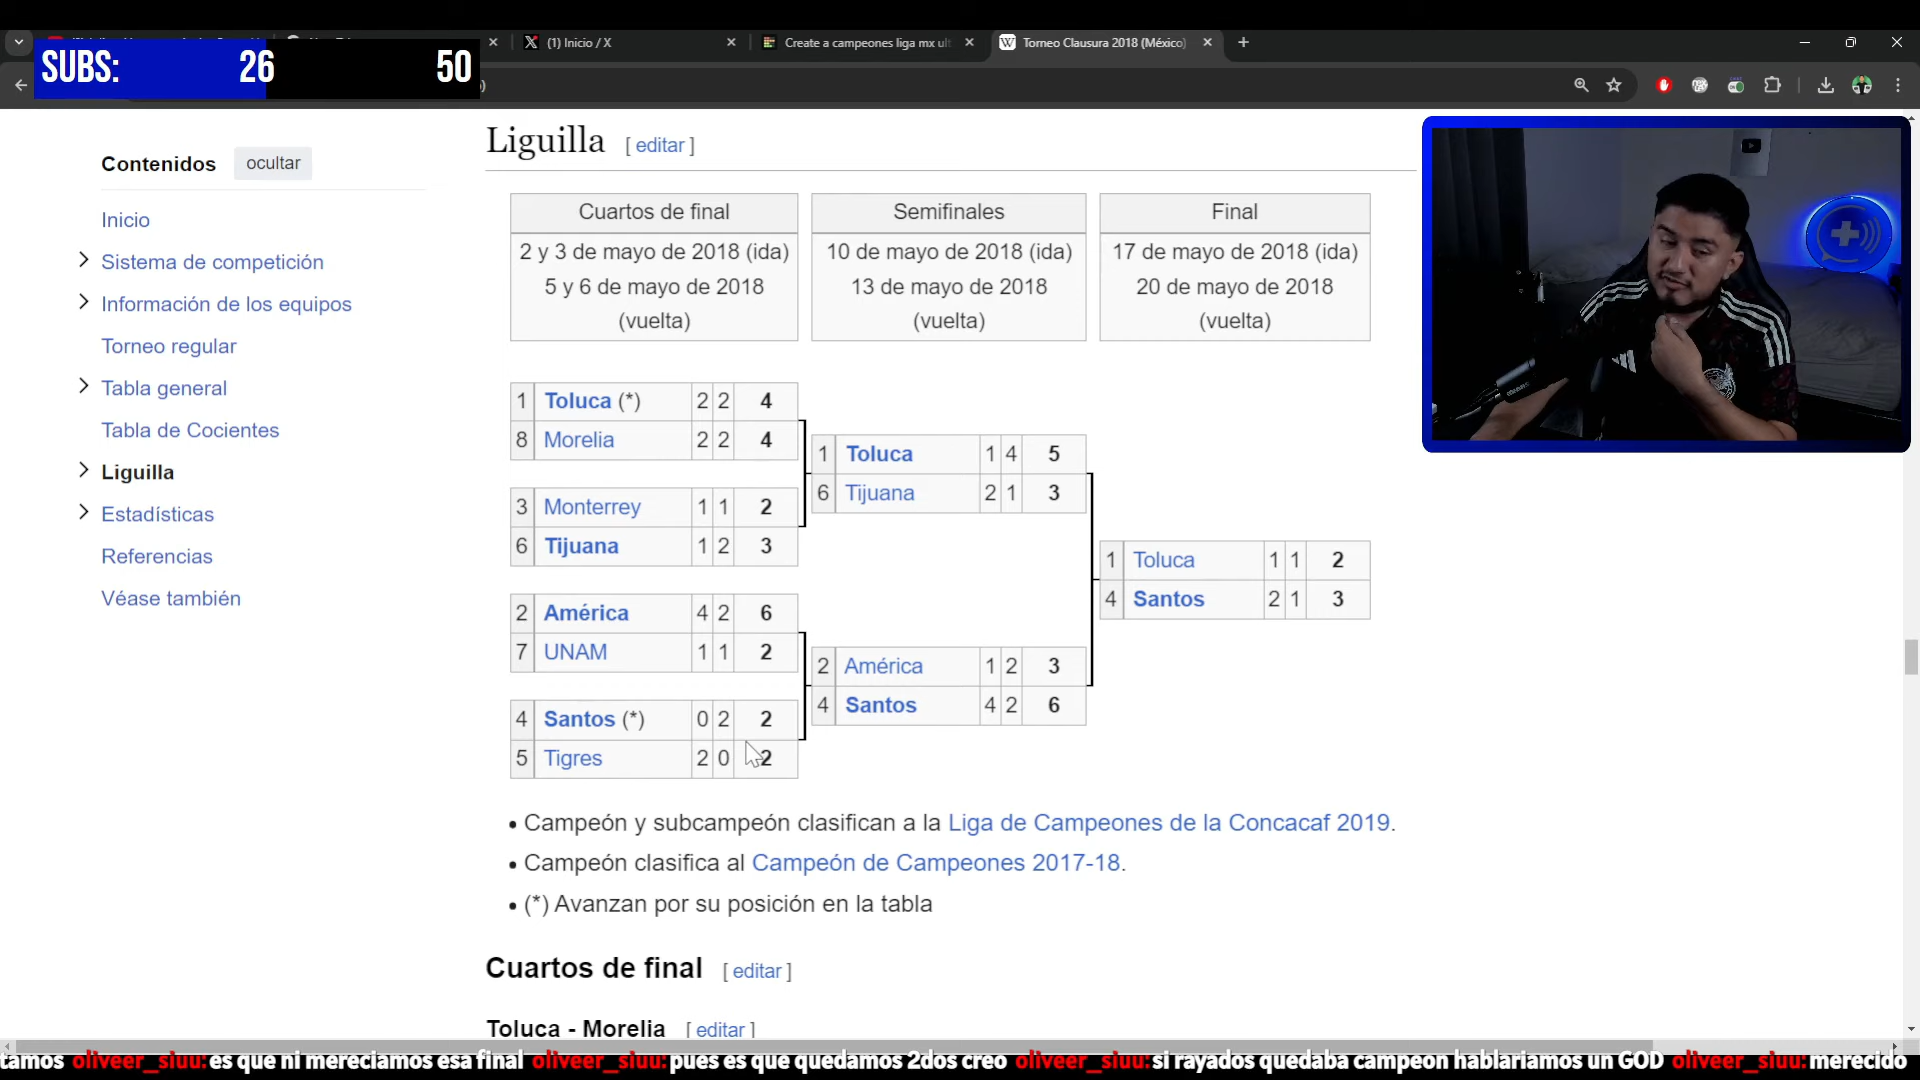 (1) Inicio / X
Create a campeones liga mx ult
Torneo Clausura 2018 (México)
SUBS: 26 50
Contenidos ocultar
Inicio
Sistema de competición
Información de los equipos
Torneo regular
Tabla general
Tabla de Cocientes
Liguilla
Estadísticas
Referencias
Véase también
Liguilla [ editar ]
Cuartos de final
2 y 3 de mayo de 2018 (ida)
5 y 6 de mayo de 2018
(vuelta)
Semifinales
10 de mayo de 2018 (ida)
13 de mayo de 2018
(vuelta)
Final
17 de mayo de 2018 (ida)
20 de mayo de 2018
(vuelta)
1 Toluca (*) 2 2 4
8 Morelia 2 2 4
3 Monterrey 1 1 2
6 Tijuana 1 2 3
2 América 4 2 6
7 UNAM 1 1 2
4 Santos (*) 0 2 2
5 Tigres 2 0 2
1 Toluca 1 4 5
6 Tijuana 2 1 3
2 América 1 2 3
4 Santos 4 2 6
1 Toluca 1 1 2
4 Santos 2 1 3
• Campeón y subcampeón clasifican a la Liga de Campeones de la Concacaf 2019.
• Campeón clasifica al Campeón de Campeones 2017-18.
• (*) Avanzan por su posición en la tabla
Cuartos de final [ editar ]
Toluca - Morelia [ editar ]
tamos oliveer_siuu: es que ni mereciamos esa final oliveer_siuu: pues es que quedamos 2dos creo oliveer_siuu: si rayados quedaba campeon hablariamos un GOD oliveer_siuu: merecido